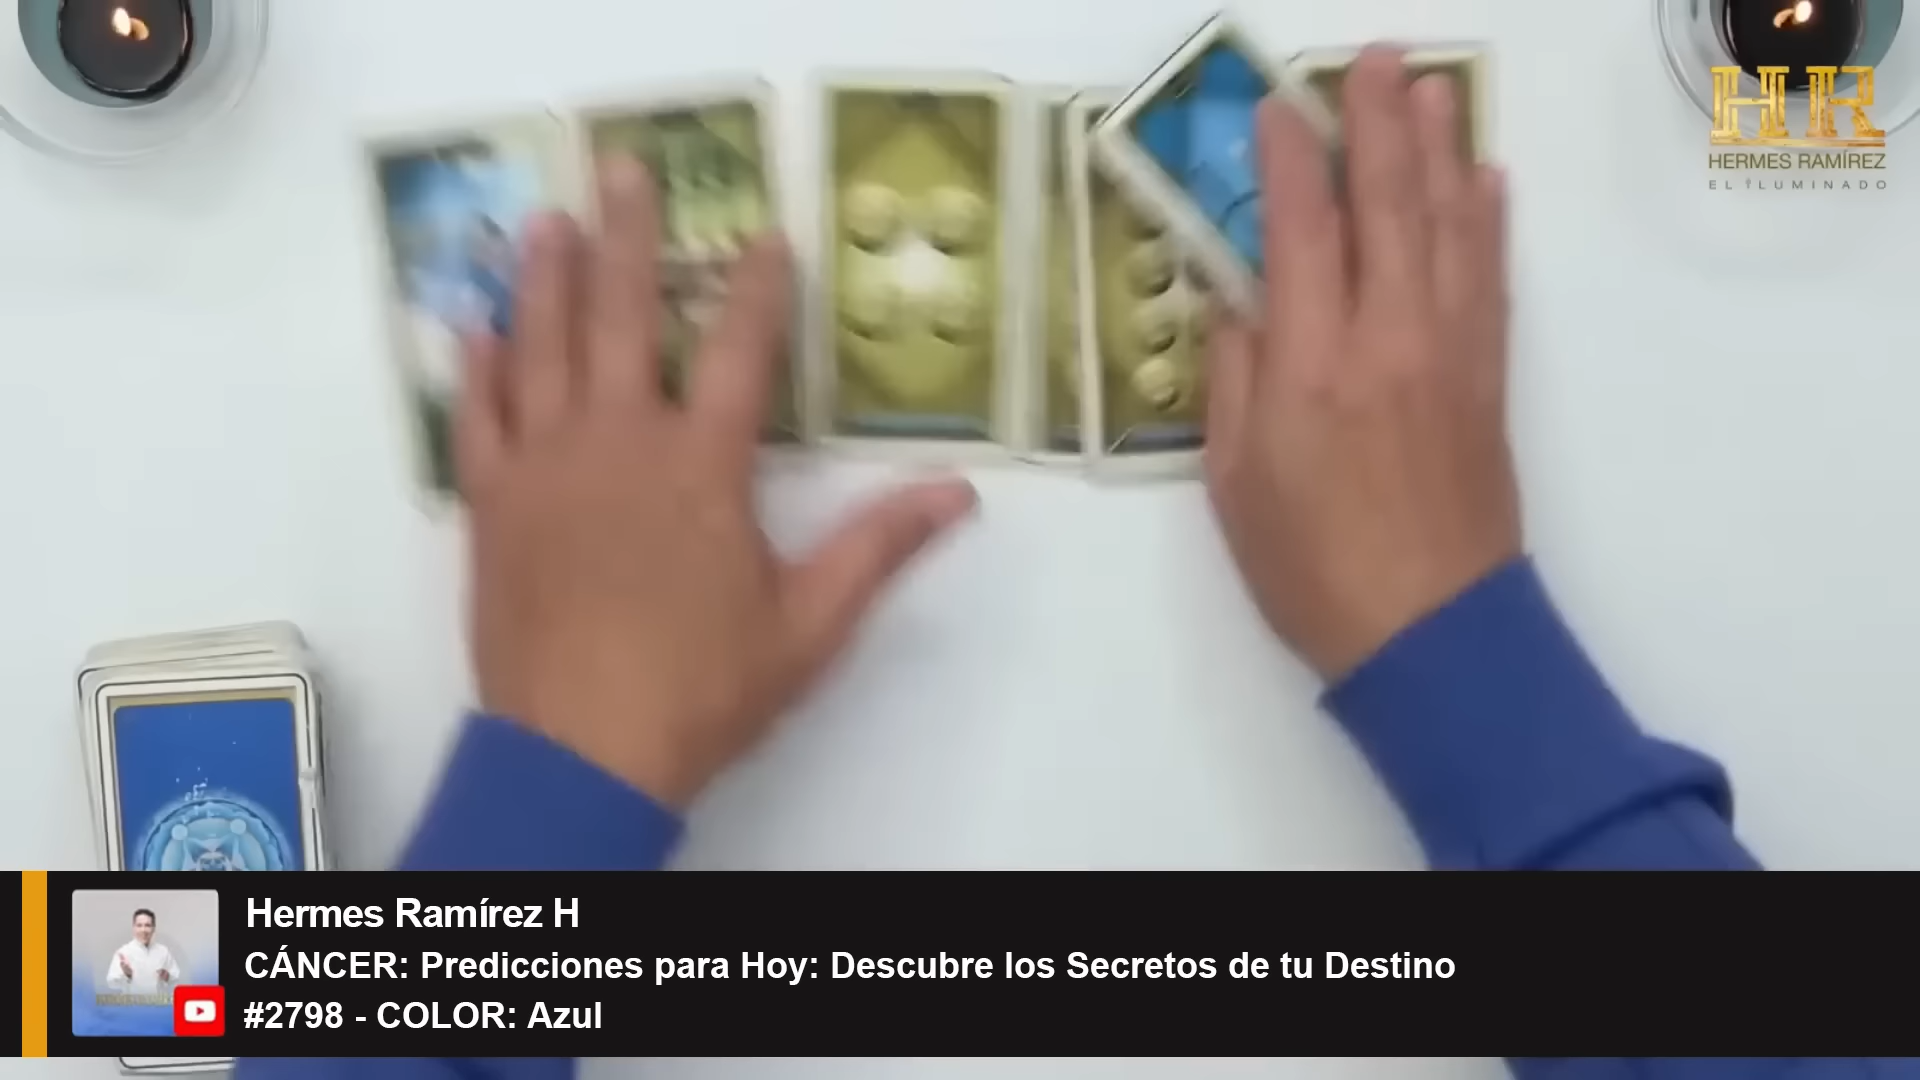 HR
HERMES RAMÍREZ
EL ILUMINADO
Hermes Ramírez H
CÁNCER: Predicciones para Hoy: Descubre los Secretos de tu Destino
#2798 - COLOR: Azul